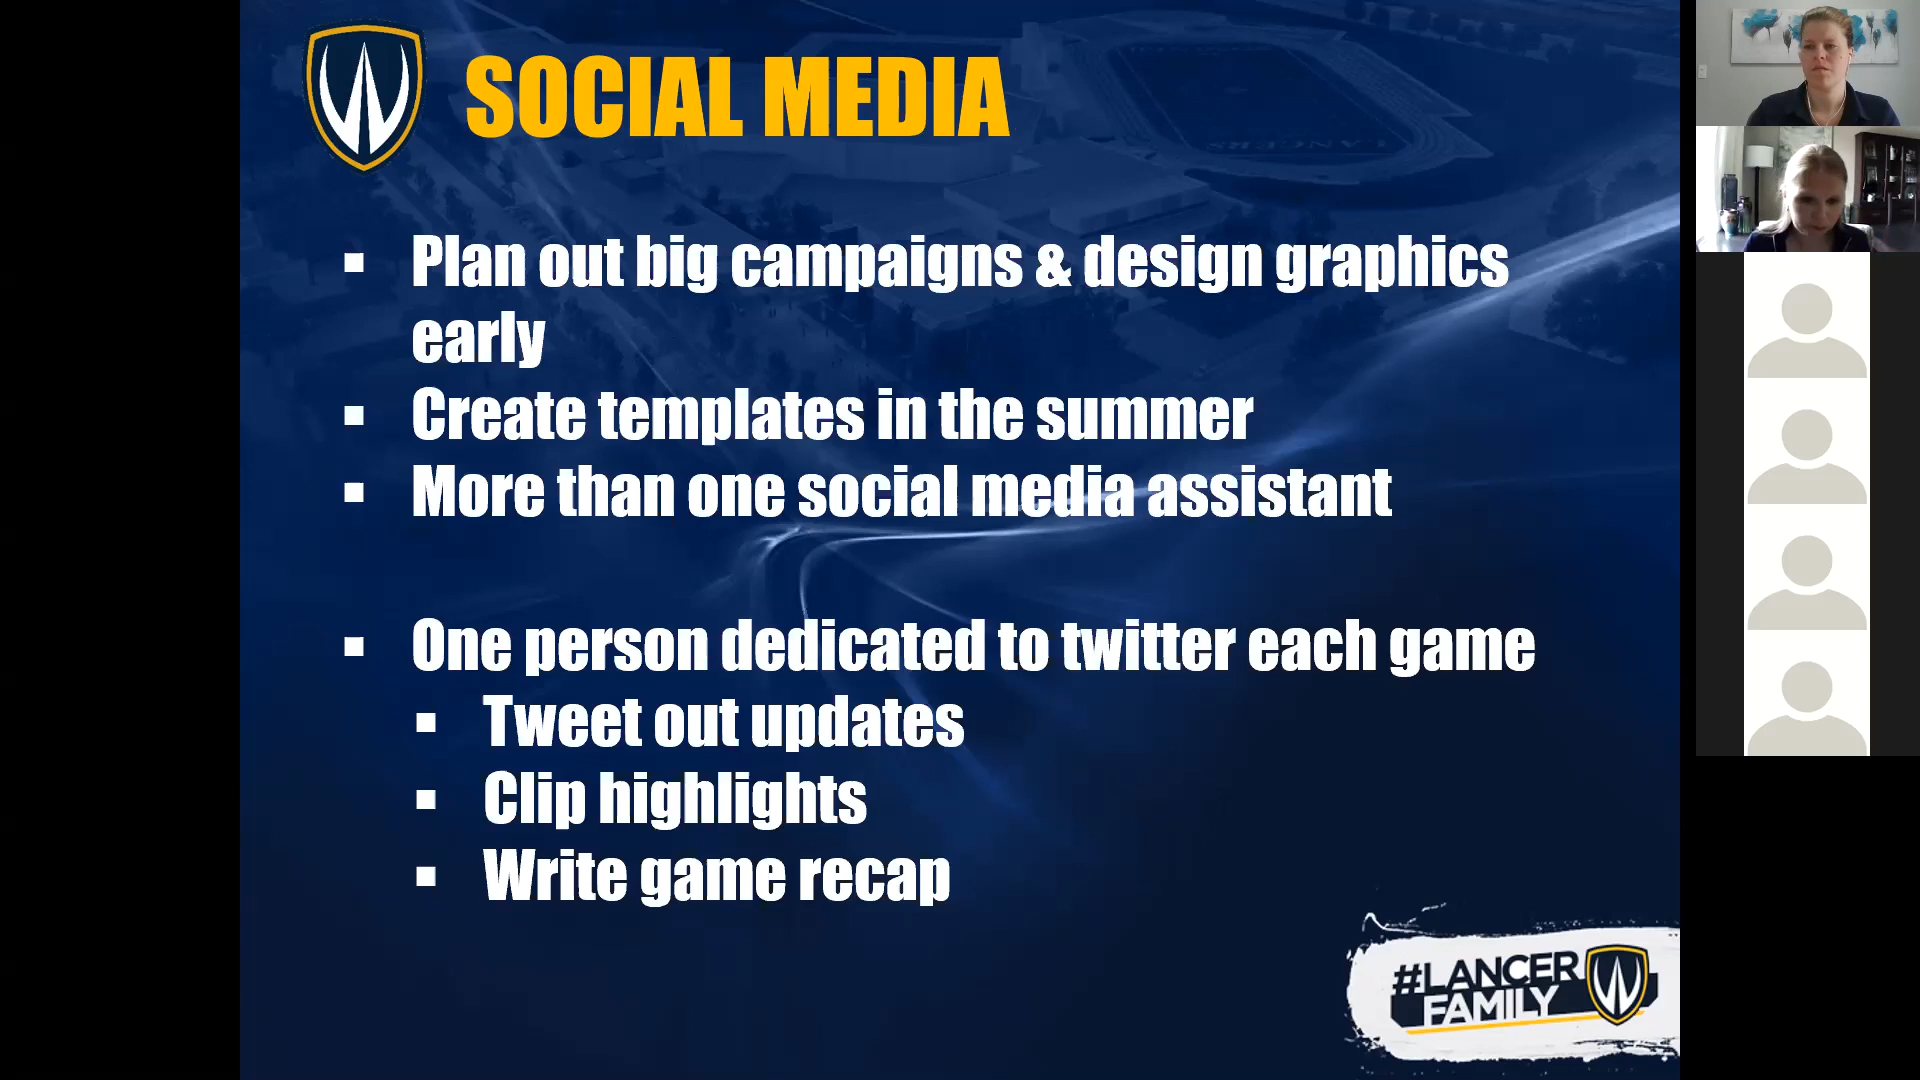 SOCIAL MEDIA
▪ Plan out big campaigns & design graphics
early
▪ Create templates in the summer
▪ More than one social media assistant
▪ One person dedicated to twitter each game
▪ Tweet out updates
▪ Clip highlights
▪ Write game recap
#LANCER
FAMILY
LANCERS